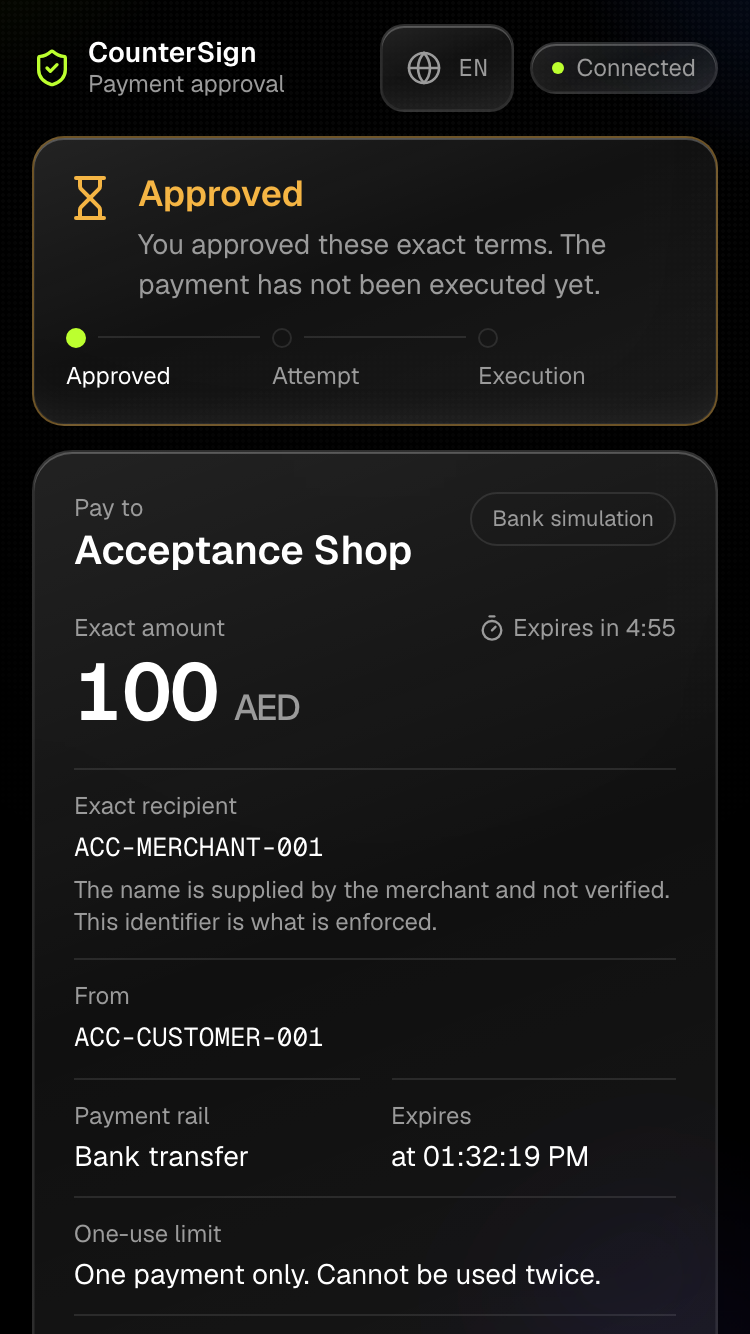 CounterSign
Payment approval
EN
Connected
Approved
You approved these exact terms. The
payment has not been executed yet.
Approved
Attempt
Execution
Pay to
Acceptance Shop
Bank simulation
Exact amount
Expires in 4:55
100 AED
Exact recipient
ACC-MERCHANT-001
The name is supplied by the merchant and not verified.
This identifier is what is enforced.
From
ACC-CUSTOMER-001
Payment rail
Bank transfer
Expires
at 01:32:19 PM
One-use limit
One payment only. Cannot be used twice.